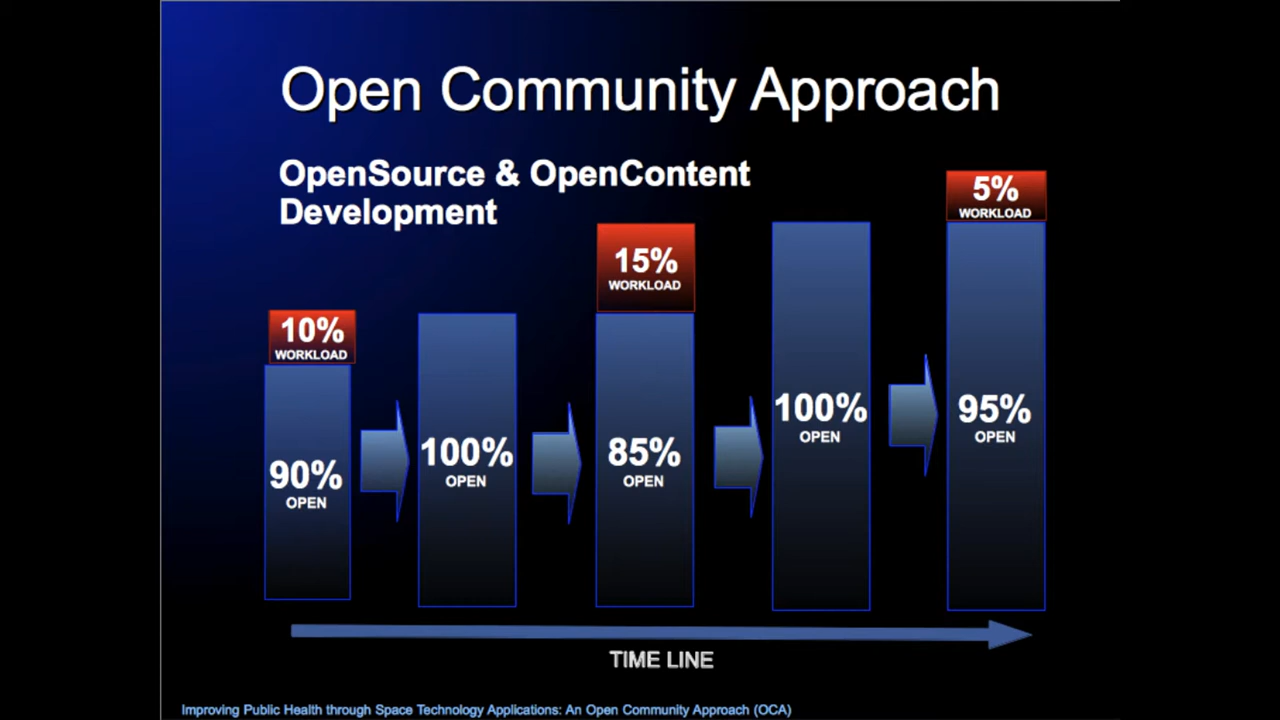 Open Community Approach
OpenSource & OpenContent
Development
10%
WORKLOAD
90%
OPEN
100%
OPEN
15%
WORKLOAD
85%
OPEN
100%
OPEN
5%
WORKLOAD
95%
OPEN
TIME LINE
Improving Public Health through Space Technology Applications: An Open Community Approach (OCA)